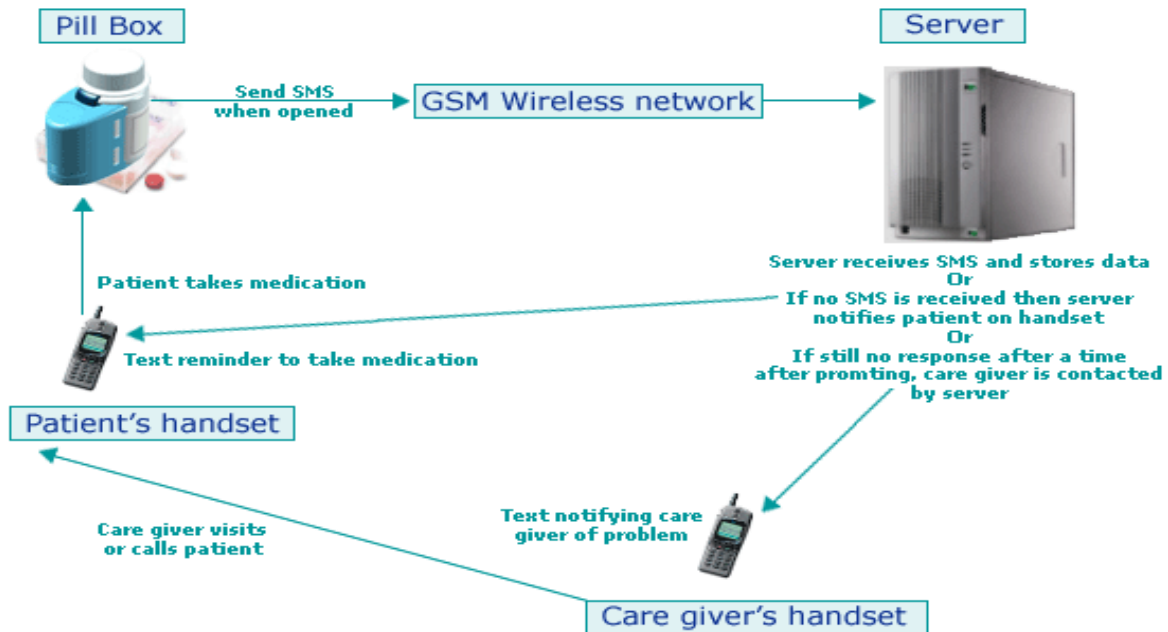 Pill Box
Server
Send SMS
when opened
GSM Wireless network
Server receives SMS and stores data
Or
If no SMS is received then server
notifies patient on handset
Or
If still no response after a time
after promting, care giver is contacted
by server
Patient takes medication
Text reminder to take medication
Patient's handset
Text notifying care
giver of problem
Care giver visits
or calls patient
Care giver's handset